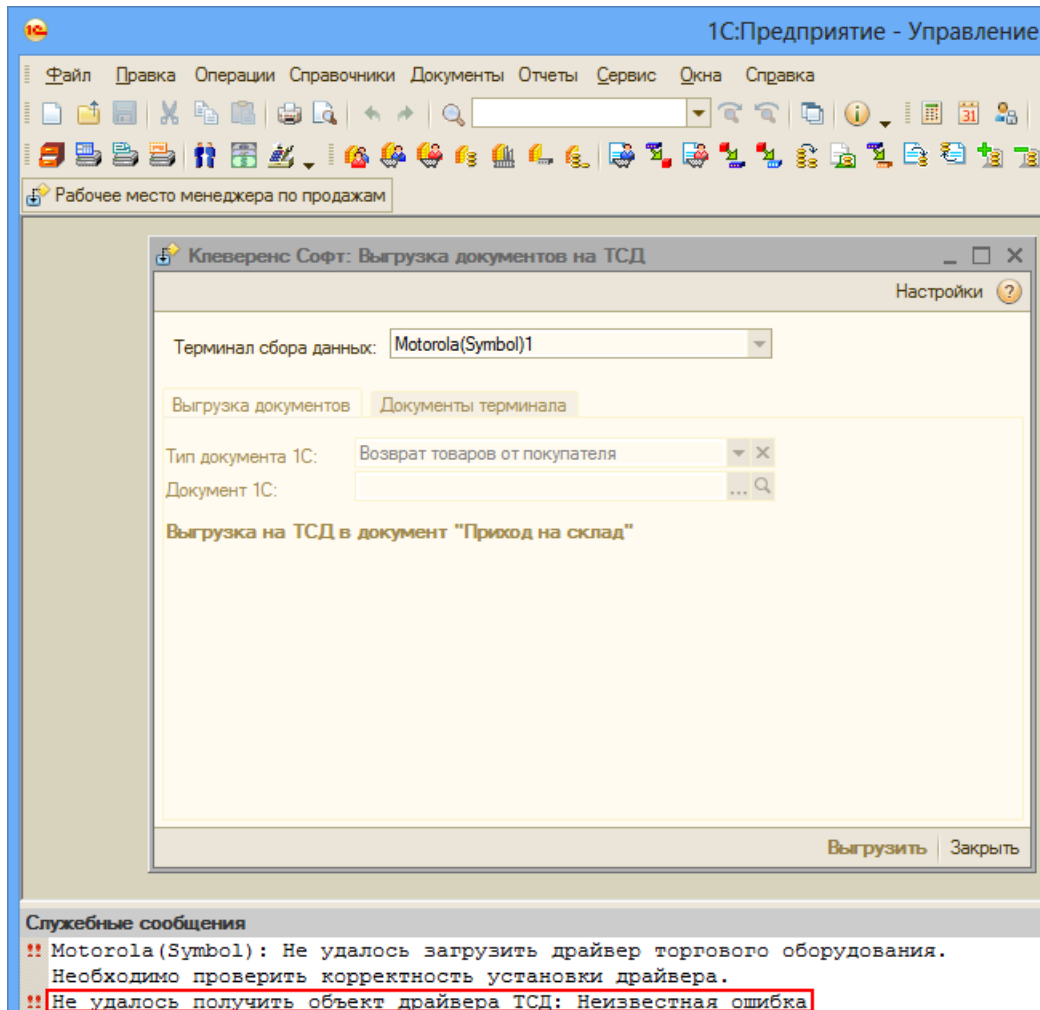 1С:Предприятие - Управление
Файл Правка Операции Справочники Документы Отчеты Сервис Окна Справка
31
Рабочее место менеджера по продажам
Клеверенс Софт: Выгрузка документов на ТСД
Настройки
Терминал сбора данных: Motorola(Symbol)1
Выгрузка документов Документы терминала
Тип документа 1С: Возврат товаров от покупателя
Документ 1С:
Выгрузка на ТСД в документ "Приход на склад"
Выгрузить Закрыть
Служебные сообщения
!! Motorola(Symbol): Не удалось загрузить драйвер торгового оборудования.
Необходимо проверить корректность установки драйвера.
!! Не удалось получить объект драйвера ТСД: Неизвестная ошибка